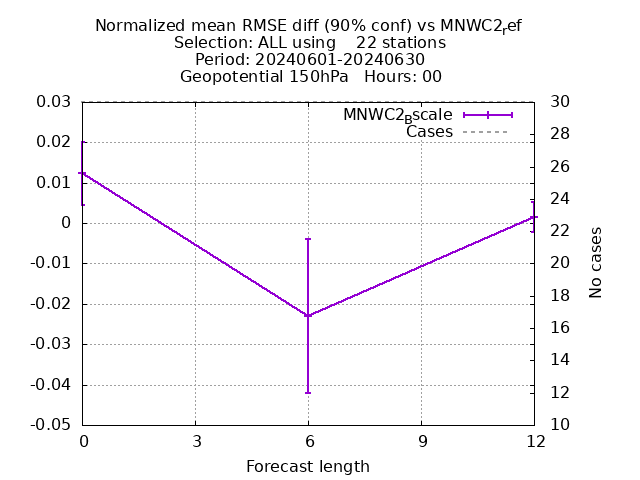 Normalized mean RMSE diff (90% conf) vs MNWC2ref
Selection: ALL using    22 stations
Period: 20240601-20240630
Geopotential 150hPa   Hours: 00
MNWC2Bscale
Cases
0.03
0.02
0.01
0
-0.01
-0.02
-0.03
-0.04
-0.05
30
28
26
24
22
20
18
16
14
12
10
No cases
0 3 6 9 12
Forecast length